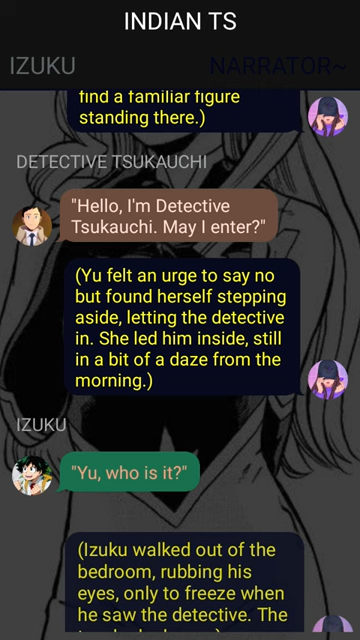 INDIAN TS
IZUKU
NARRATOR~
find a familiar figure
standing there.)
DETECTIVE TSUKAUCHI
"Hello, I'm Detective
Tsukauchi. May I enter?"
(Yu felt an urge to say no
but found herself stepping
aside, letting the detective
in. She led him inside, still
in a bit of a daze from the
morning.)
IZUKU
"Yu, who is it?"
(Izuku walked out of the
bedroom, rubbing his
eyes, only to freeze when
he saw the detective. The